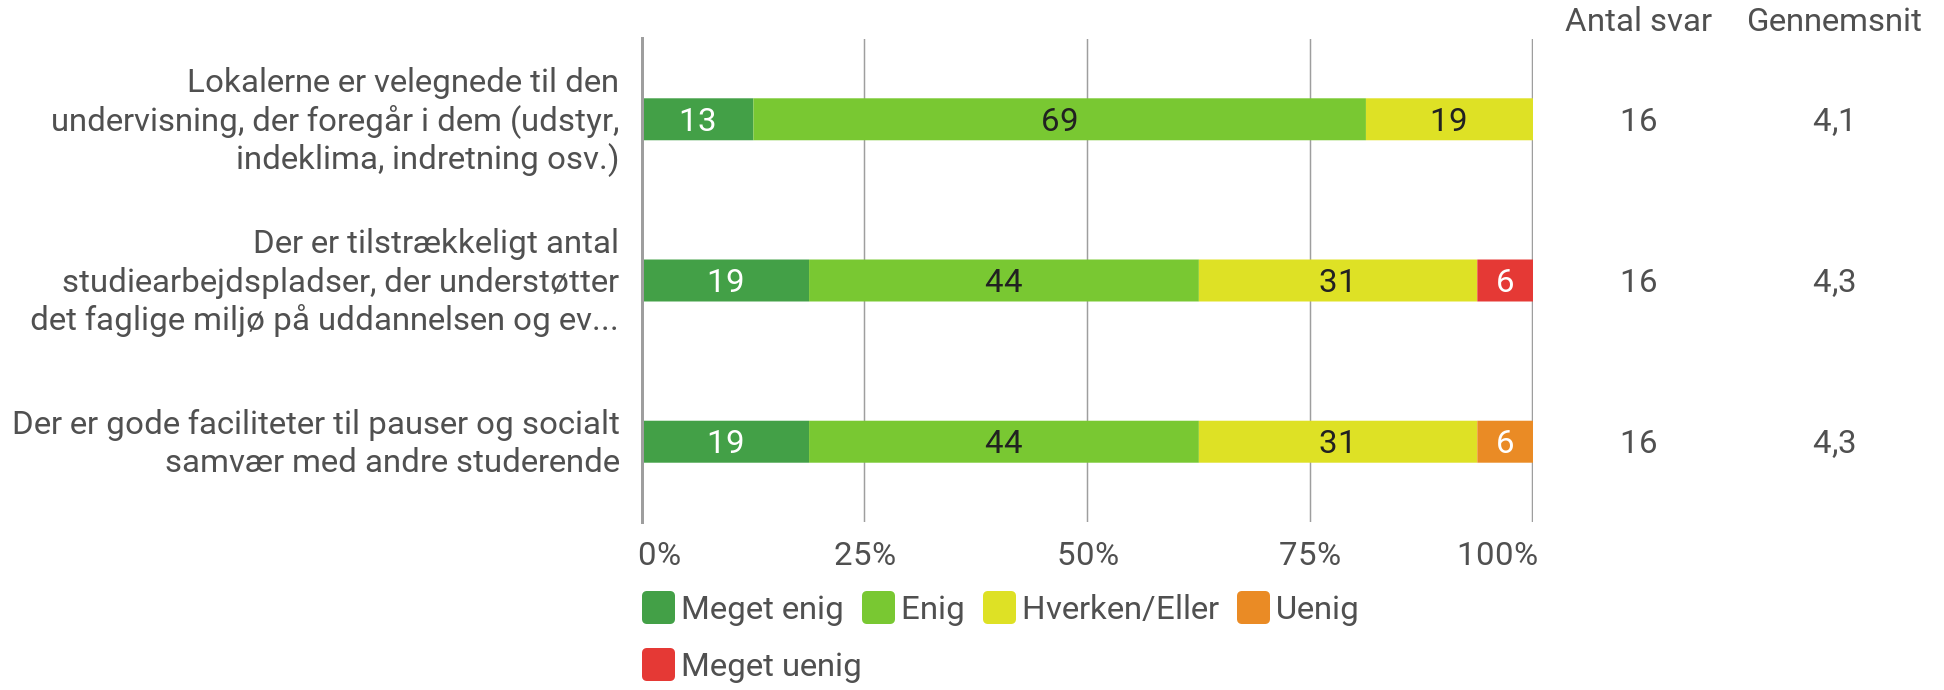 Antal svar Gennemsnit
Lokalerne er velegnede til den
undervisning, der foregår i dem (udstyr,
indeklima, indretning osv.)
13 69 19 16 4,1
Der er tilstrækkeligt antal
studiearbejdspladser, der understøtter
det faglige miljø på uddannelsen og ev...
19 44 31 6 16 4,3
Der er gode faciliteter til pauser og socialt
samvær med andre studerende
19 44 31 6 16 4,3
0% 25% 50% 75% 100%
Meget enig Enig Hverken/Eller Uenig
Meget uenig